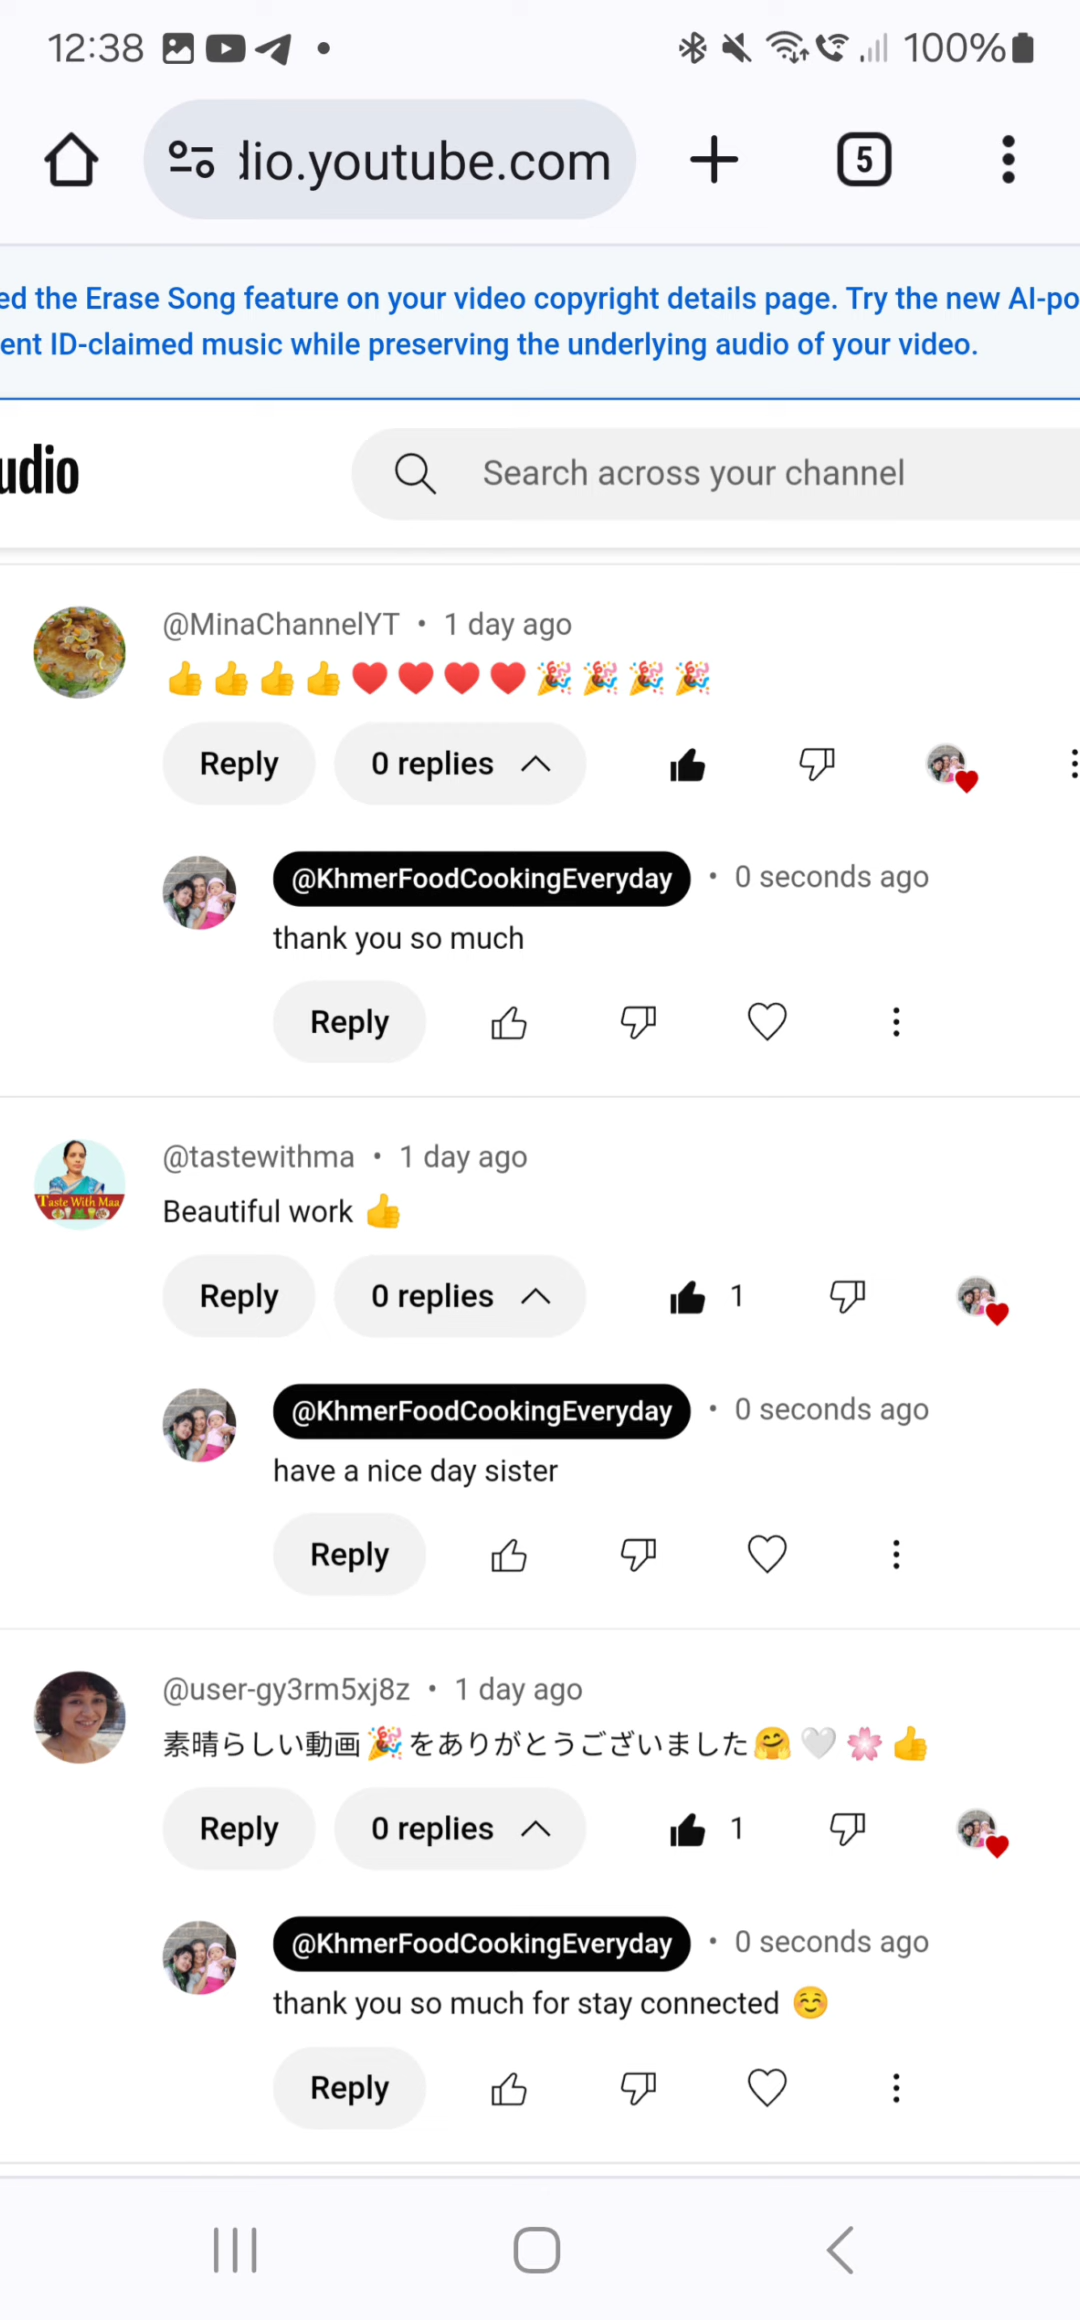 12:38 100%
dio.youtube.com 5
ed the Erase Song feature on your video copyright details page. Try the new AI-po
ent ID-claimed music while preserving the underlying audio of your video.
udio Search across your channel
@MinaChannelYT • 1 day ago
👍👍👍👍❤️❤️❤️❤️🎉🎉🎉🎉
Reply 0 replies
@KhmerFoodCookingEveryday • 0 seconds ago
thank you so much
Reply
@tastewithma • 1 day ago
Taste With Maa
Beautiful work 👍
Reply 0 replies 1
@KhmerFoodCookingEveryday • 0 seconds ago
have a nice day sister
Reply
@user-gy3rm5xj8z • 1 day ago
素晴らしい動画🎉をありがとうございました🤗🤍🌸👍
Reply 0 replies 1
@KhmerFoodCookingEveryday • 0 seconds ago
thank you so much for stay connected ☺️
Reply